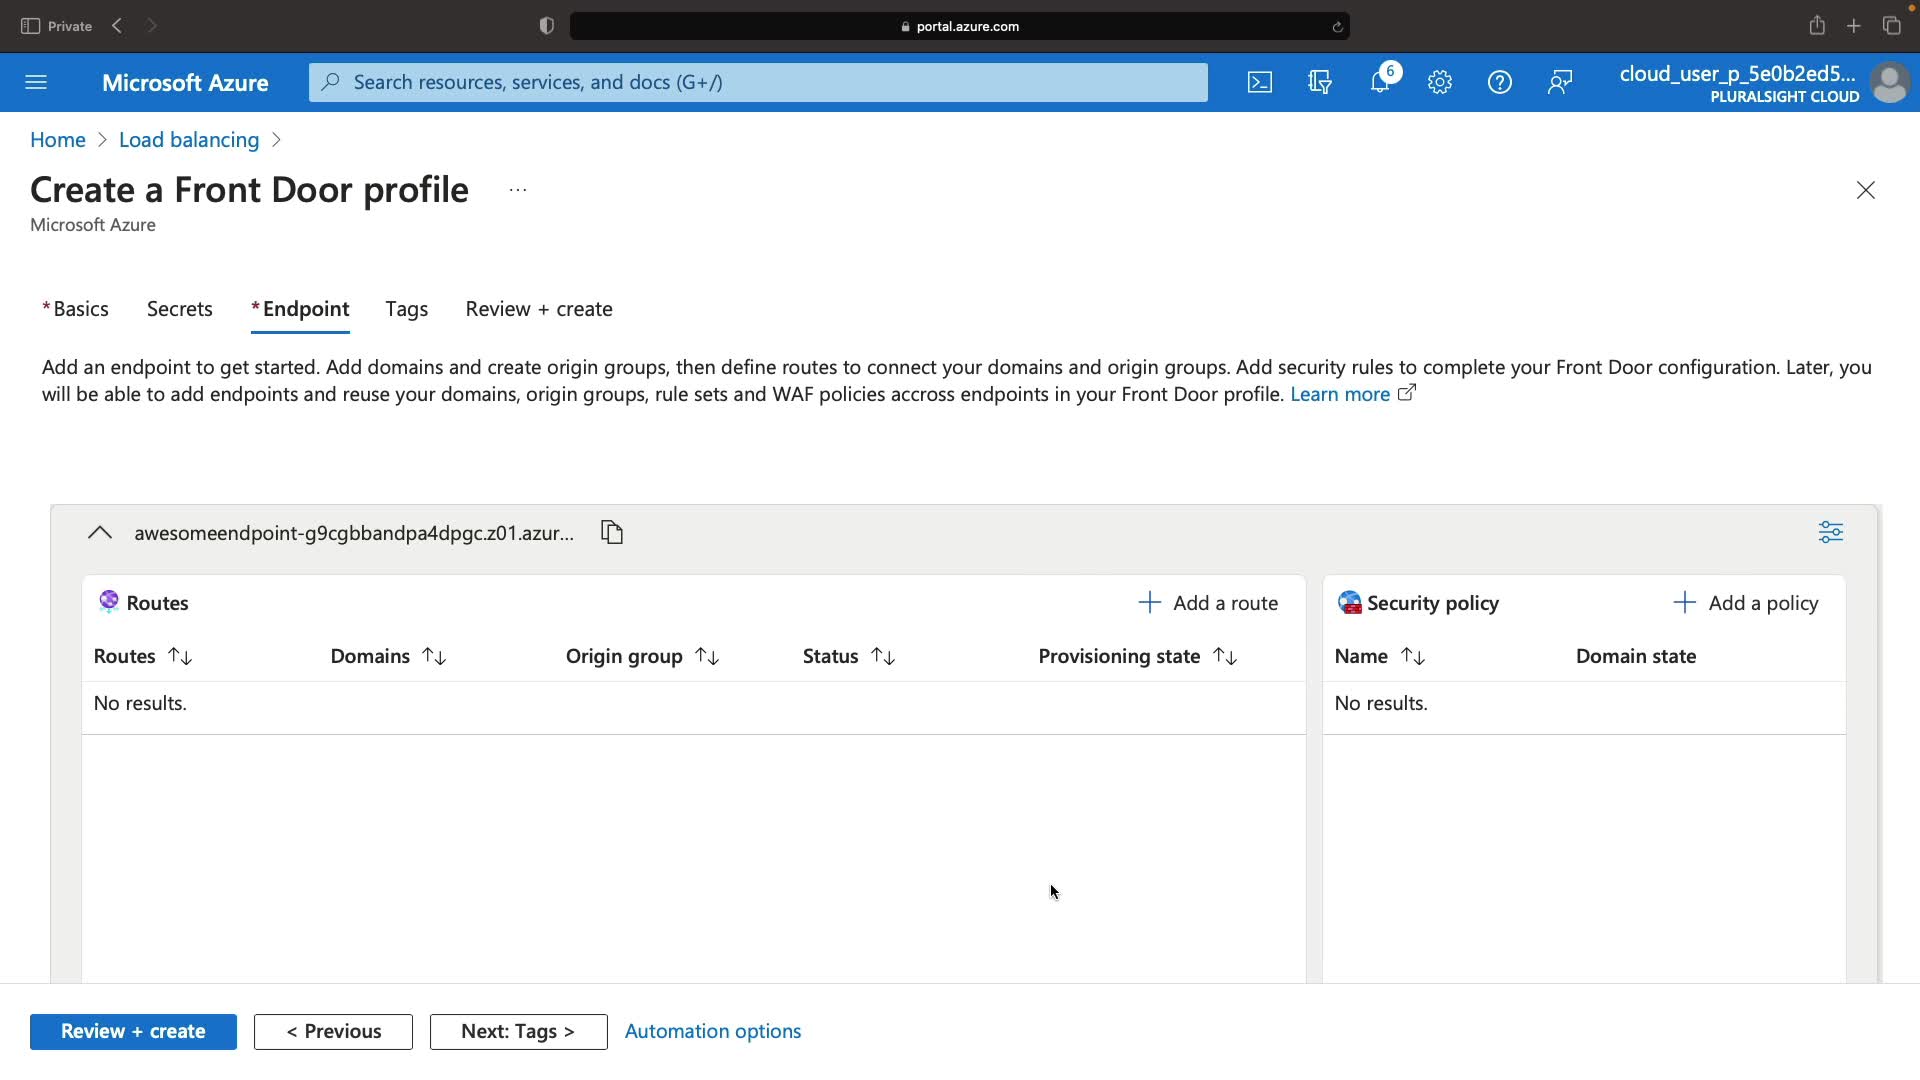 Private
portal.azure.com
Microsoft Azure
Search resources, services, and docs (G+/)
6
cloud_user_p_5e0b2ed5...
PLURALSIGHT CLOUD
Home > Load balancing >
Create a Front Door profile ...
Microsoft Azure
* Basics Secrets * Endpoint Tags Review + create
Add an endpoint to get started. Add domains and create origin groups, then define routes to connect your domains and origin groups. Add security rules to complete your Front Door configuration. Later, you
will be able to add endpoints and reuse your domains, origin groups, rule sets and WAF policies accross endpoints in your Front Door profile. Learn more
awesomeendpoint-g9cgbbandpa4dpgc.z01.azur...
Routes + Add a route
Routes ↑↓ Domains ↑↓ Origin group ↑↓ Status ↑↓ Provisioning state ↑↓
No results.
Security policy + Add a policy
Name ↑↓ Domain state
No results.
Review + create < Previous Next: Tags > Automation options